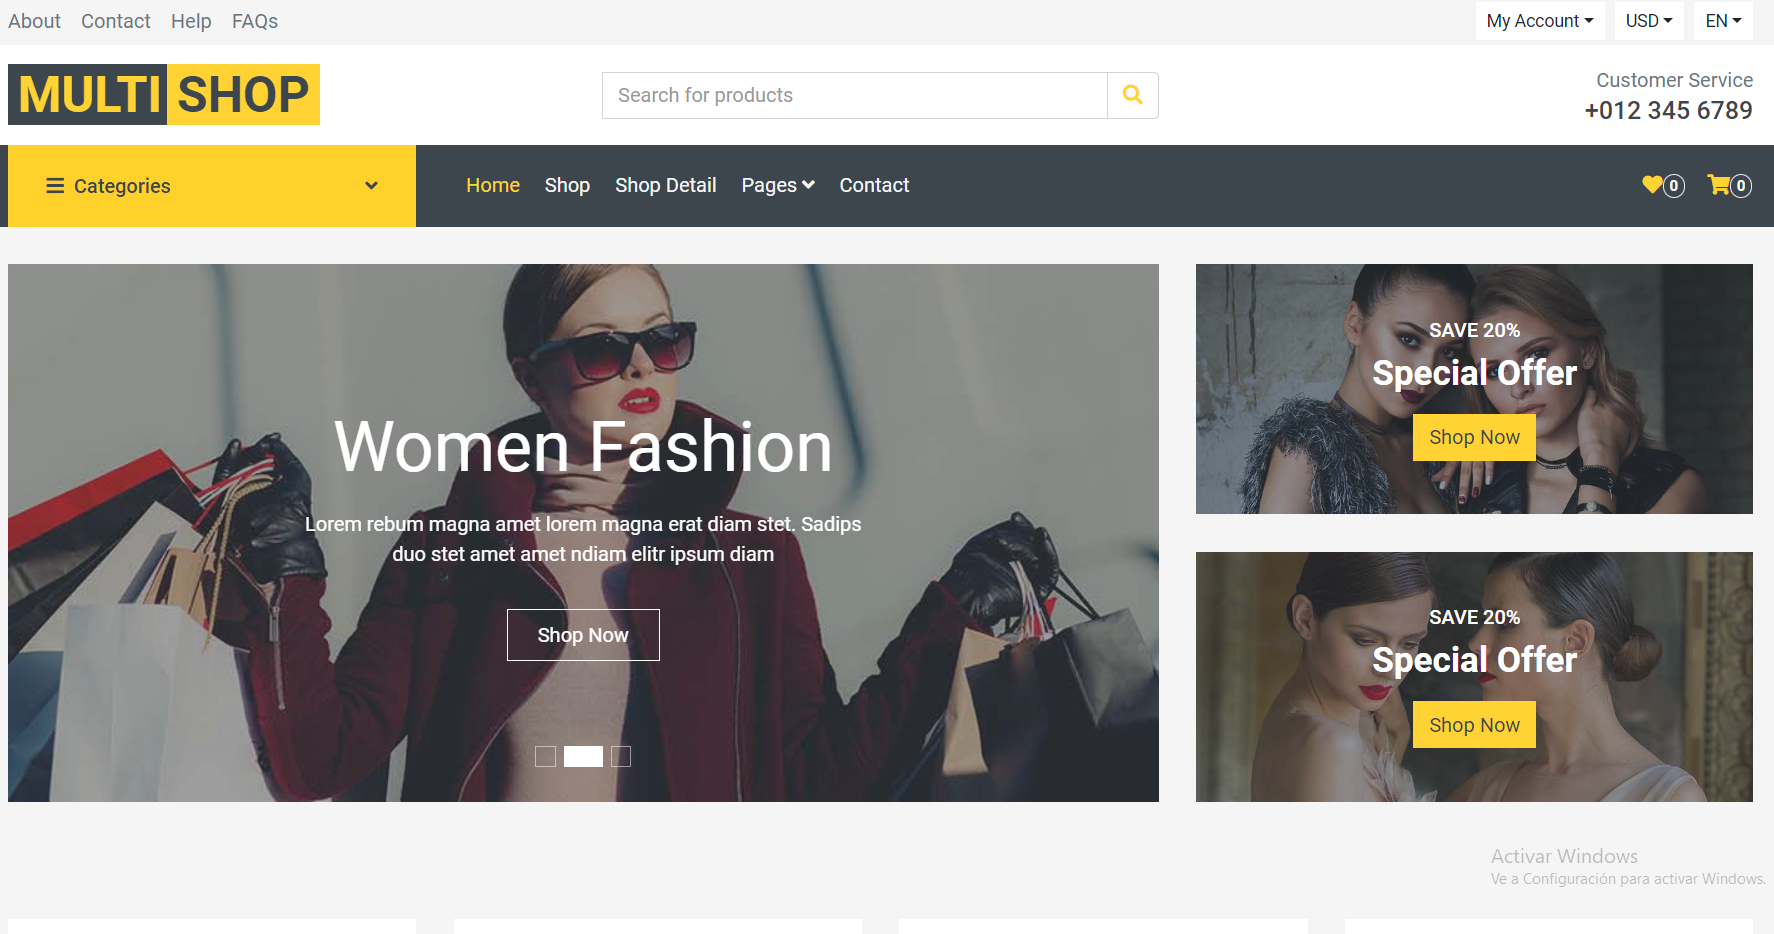 About Contact Help FAQs My Account USD EN
MULTI SHOP
Search for products
Customer Service
+012 345 6789
Categories
Home Shop Shop Detail Pages Contact
0 0
Women Fashion
Lorem rebum magna amet lorem magna erat diam stet. Sadips
duo stet amet amet ndiam elitr ipsum diam
Shop Now
SAVE 20%
Special Offer
Shop Now
SAVE 20%
Special Offer
Shop Now
Activar Windows
Ve a Configuración para activar Windows.